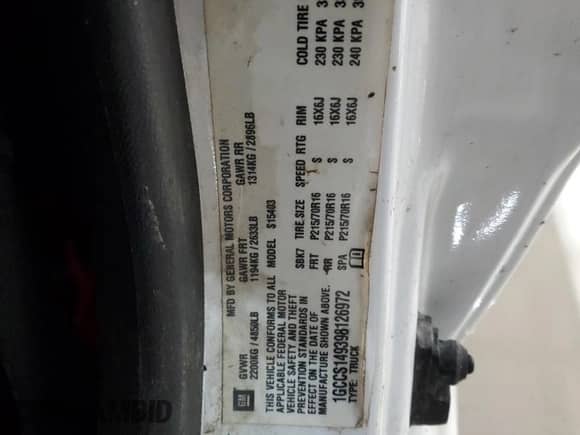 MFD BY GENERAL MOTORS CORPORATION
GVWR GAWR FRT GAWR RR
2200KG / 4850LB 1194KG / 2633LB 1314KG / 2896LB
THIS VEHICLE CONFORMS TO ALL
APPLICABLE FEDERAL MOTOR
VEHICLE SAFETY AND THEFT
PREVENTION STANDARDS IN
EFFECT ON THE DATE OF
MANUFACTURE SHOWN ABOVE.
1GCCS149398126972
TYPE: TRUCK
MODEL S15403
SBK7 TIRE SIZE SPEED RTG RIM COLD TIRE
FRT P215/70R16 S 16X6J 230 KPA
RR P215/70R16 S 16X6J 230 KPA
SPA P215/70R16 S 16X6J 240 KPA
GM